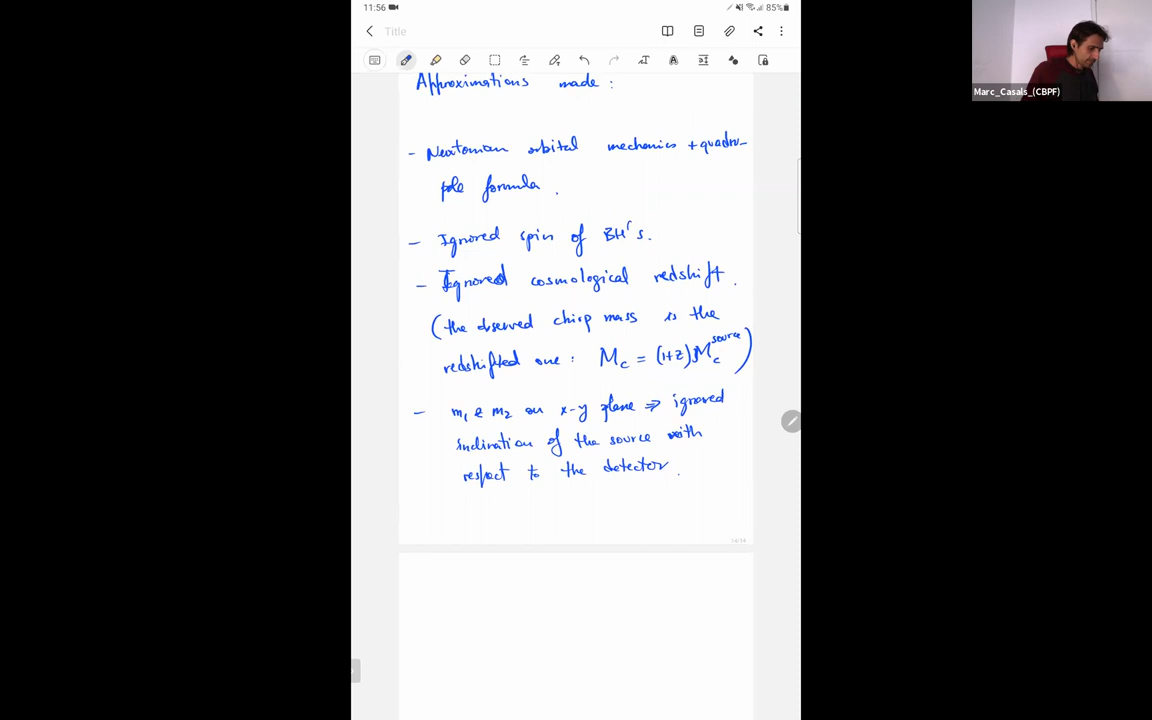 11:56
85%
Title
Approximations made :
- Newtonian orbital mechanics + quadru-
pole formula .
- Ignored spin of BH's.
- Ignored cosmological redshift .
(the observed chirp mass is the
redshifted one : Mc = (1+z) Mc^source)
- m1 & m2 on x-y plane ⇒ ignored
inclination of the source with
respect to the detector .
14/14
Marc_Casals_(CBPF)